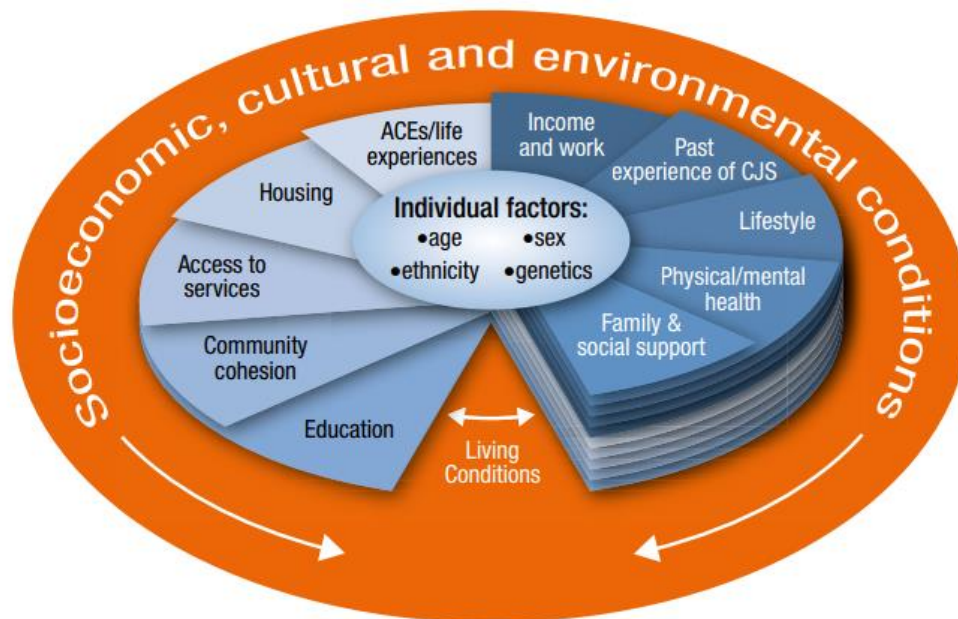 Socioeconomic, cultural and environmental conditions
ACEs/life
experiences
Income
and work
Past
experience of CJS
Housing
Lifestyle
Individual factors:
•age •sex
•ethnicity •genetics
Access to
services
Physical/mental
health
Community
cohesion
Family &
social support
Education
Living
Conditions